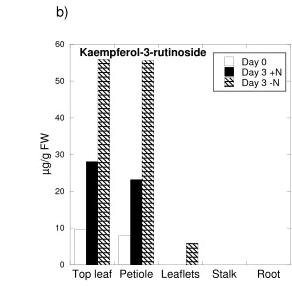 b)
Kaempferol-3-rutinoside
Day 0
Day 3 +N
Day 3 -N
60
50
40
30
20
10
0
µg/g FW
Top leaf Petiole Leaflets Stalk Root